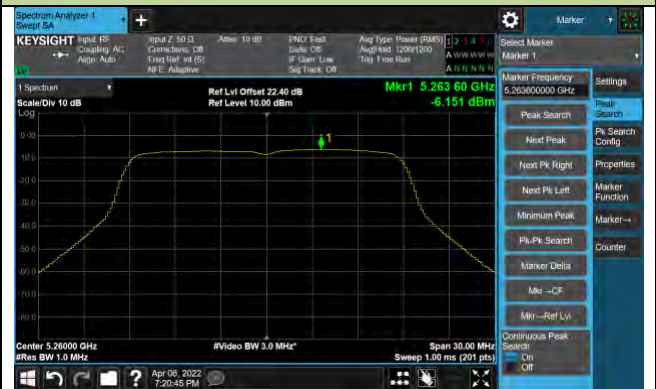 Spectrum Analyzer 1
Swept SA
Marker
KEYSIGHT Input: RF
Coupling: AC
Align: Auto
Input Z: 50 Ω
Corrections: Off
Freq Ref: Int (S)
NFE: Adaptive
Atten: 10 dB
PNO: Fast
Gate: Off
IF Gain: Low
Sig Track: Off
Avg Type: Power (RMS)
Avg|Hold: 1200/1200
Trig: Free Run
1 2 3 4 5 6
A W W W W W
A N N N N N
Select Marker
Marker 1
Marker Frequency
5.263600000 GHz
Settings
1 Spectrum
Scale/Div 10 dB
Ref Lvl Offset 22.40 dB
Ref Level 10.00 dBm
Mkr1 5.263 60 GHz
-6.151 dBm
Log
1
0.00
-10.0
-20.0
-30.0
-40.0
-50.0
-60.0
-70.0
-80.0
Peak Search
Next Peak
Next Pk Right
Next Pk Left
Minimum Peak
Pk-Pk Search
Marker Delta
Mkr→CF
Mkr→Ref Lvl
Continuous Peak
Search
On
Off
Peak
Search
Pk Search
Config
Properties
Marker
Function
Marker→
Counter
Center 5.26000 GHz
#Res BW 1.0 MHz
#Video BW 3.0 MHz*
Span 30.00 MHz
Sweep 1.00 ms (201 pts)
Apr 06, 2022
7:20:45 PM